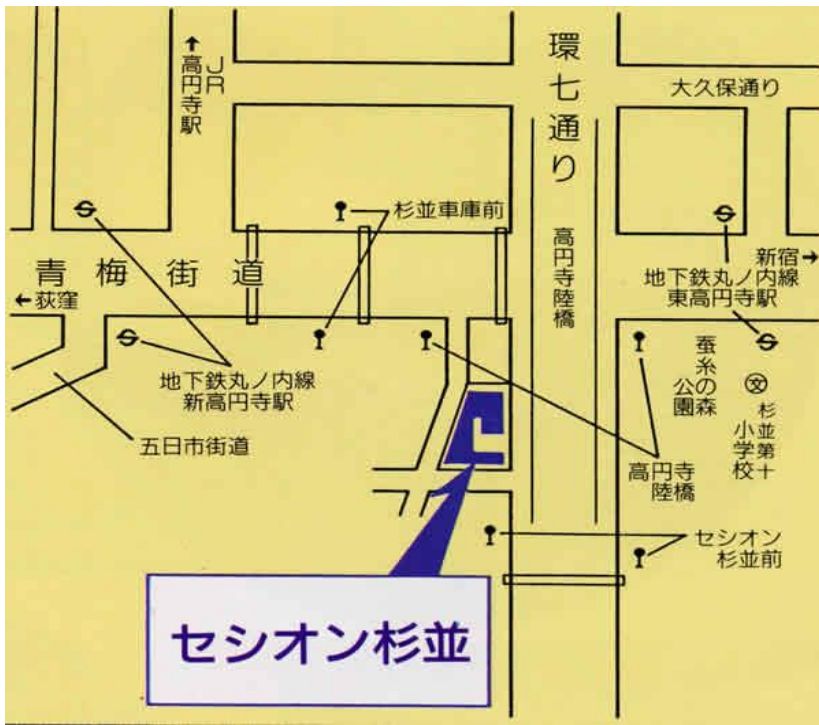 ↑
JR
高円寺駅
環七通り
大久保通り
杉並車庫前
青梅街道
←荻窪
高円寺陸橋
新宿→
地下鉄丸ノ内線
東高円寺駅
地下鉄丸ノ内線
新高円寺駅
五日市街道
蚕糸の森
公園
文
杉並第十
小学校
高円寺
陸橋
セシオン
杉並前
セシオン杉並